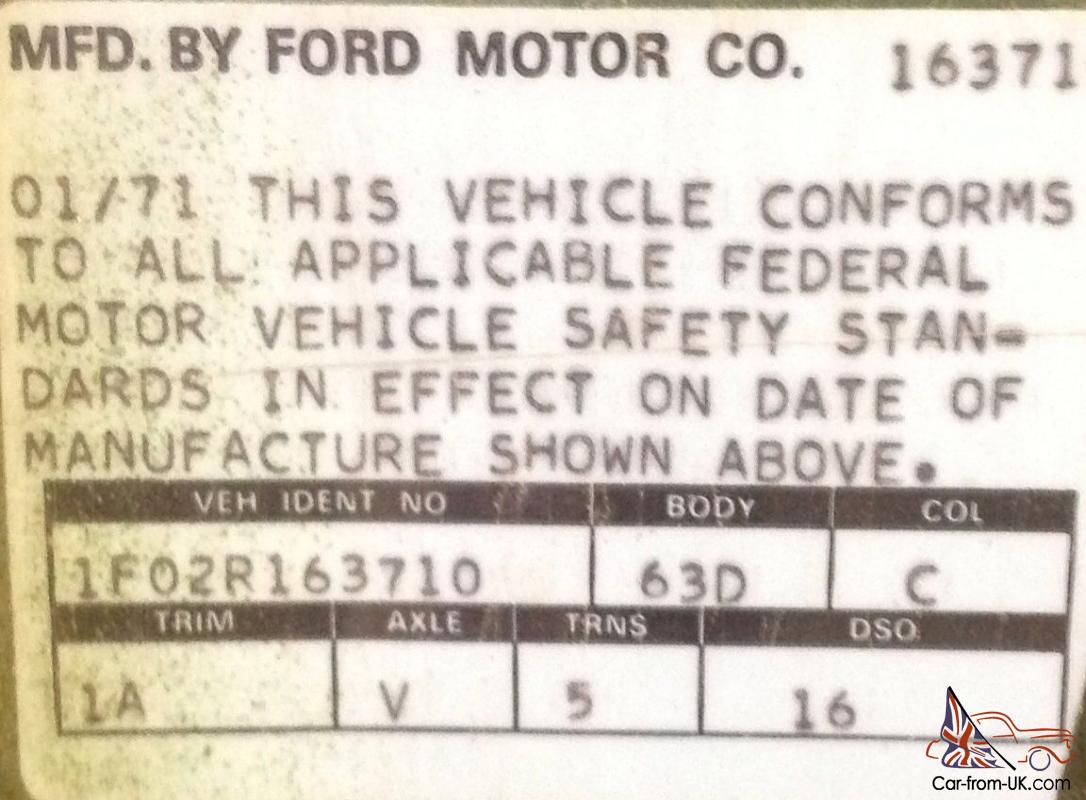 MFD. BY FORD MOTOR CO. 16371
01/71 THIS VEHICLE CONFORMS
TO ALL APPLICABLE FEDERAL
MOTOR VEHICLE SAFETY STAN-
DARDS IN EFFECT ON DATE OF
MANUFACTURE SHOWN ABOVE.
VEH IDENT NO BODY COL
1F02R163710 63D C
TRIM AXLE TRNS DSO
1A V 5 16
Car-from-UK.com